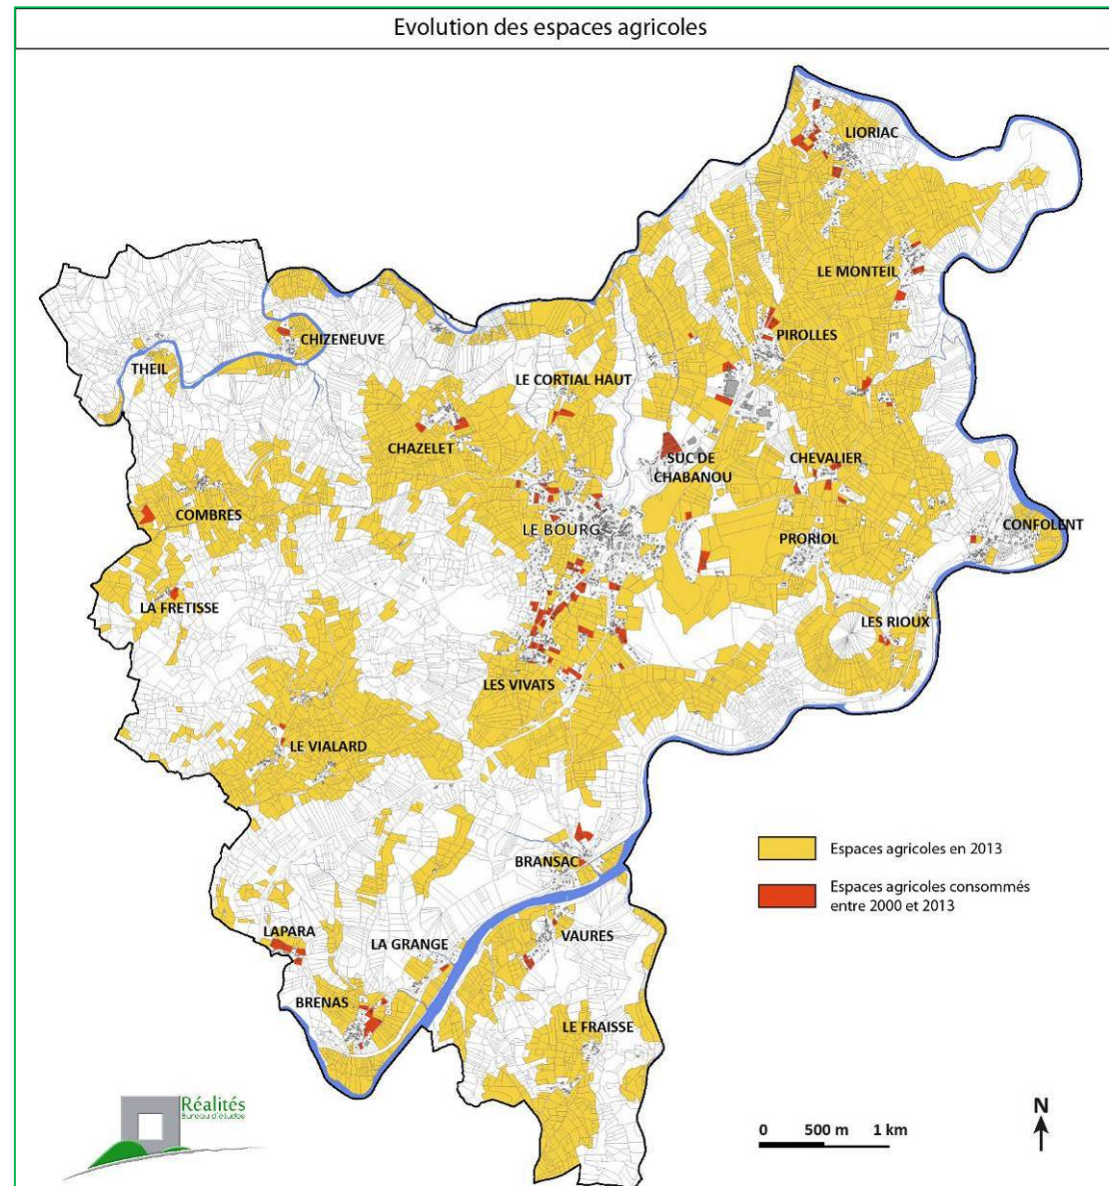 Evolution des espaces agricoles
LIORIAC
LE MONTEIL
PIROLLES
CHIZENEUVE
THEIL
LE CORTIAL HAUT
CHAZELET
SUC DE
CHABANOU
CHEVALIER
COMBRES
LE BOURG
CONFOLENT
PRORIOL
LA FRETISSE
LES RIOUX
LES VIVATS
LE VIALARD
Espaces agricoles en 2013
BRANSAC
Espaces agricoles consommés
entre 2000 et 2013
LAPARA
LA GRANGE
VAURES
BRENAS
LE FRAISSE
Réalités
Bureau d'études
N
0 500 m 1 km